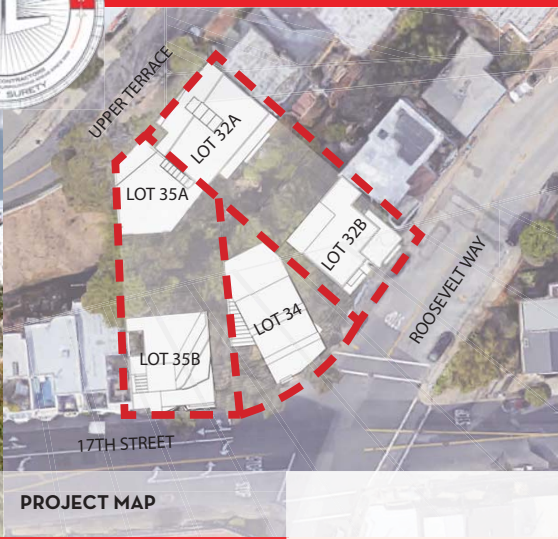 CONTRACTORS
SURETY
UPPER TERRACE
LOT 32A
LOT 35A
LOT 32B
ROOSEVELT WAY
LOT 34
LOT 35B
17TH STREET
PROJECT MAP